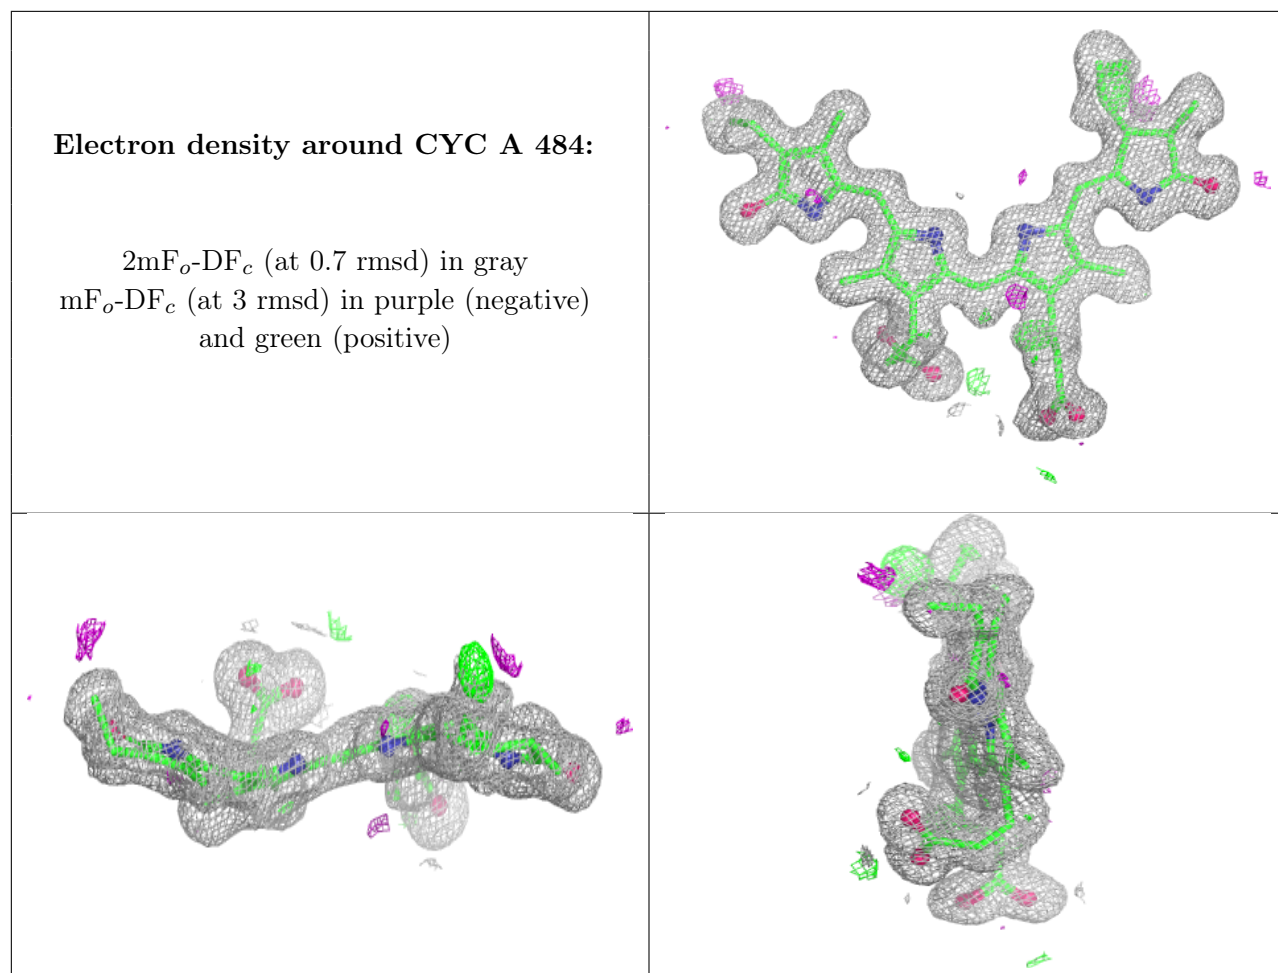 Electron density around CYC A 484:
2mFo-DFc (at 0.7 rmsd) in gray
mFo-DFc (at 3 rmsd) in purple (negative)
and green (positive)